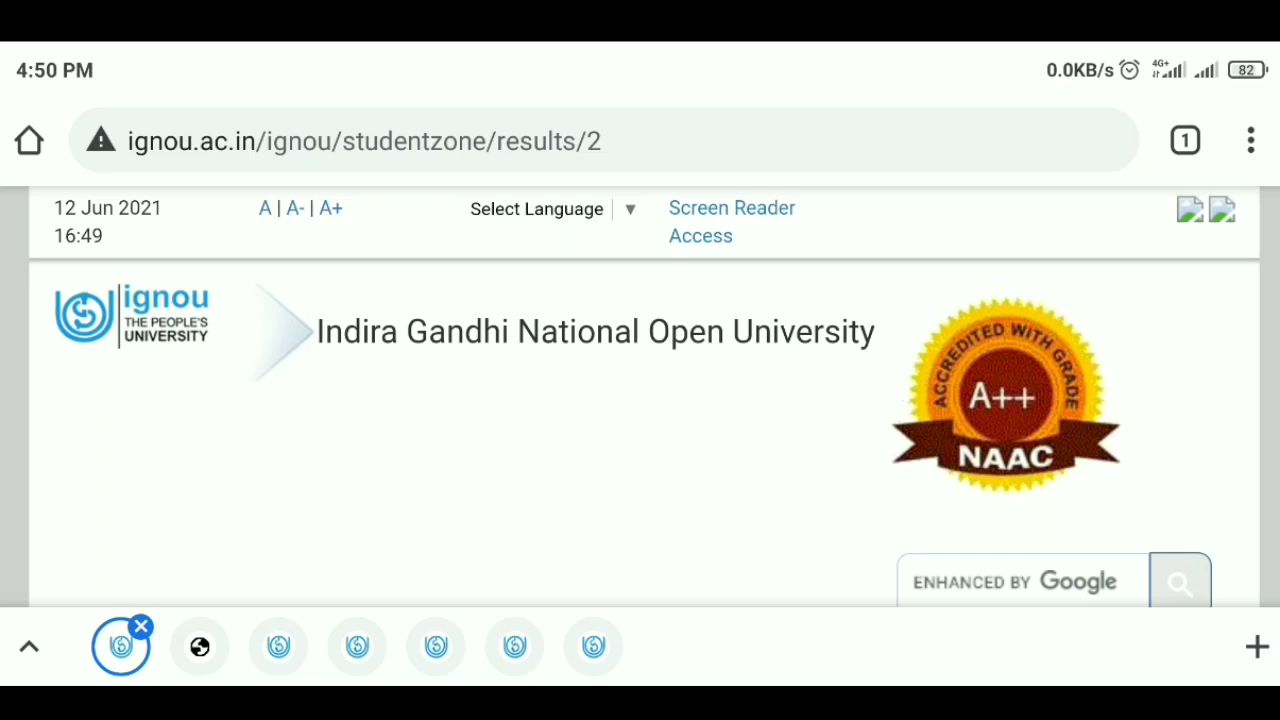 4:50 PM
0.0KB/s 4G+ 82
ignou.ac.in/ignou/studentzone/results/2
1
12 Jun 2021
16:49
A | A- | A+
Select Language ▼
Screen Reader
Access
ignou
THE PEOPLE'S
UNIVERSITY
Indira Gandhi National Open University
ACCREDITED WITH GRADE
A++
NAAC
ENHANCED BY Google